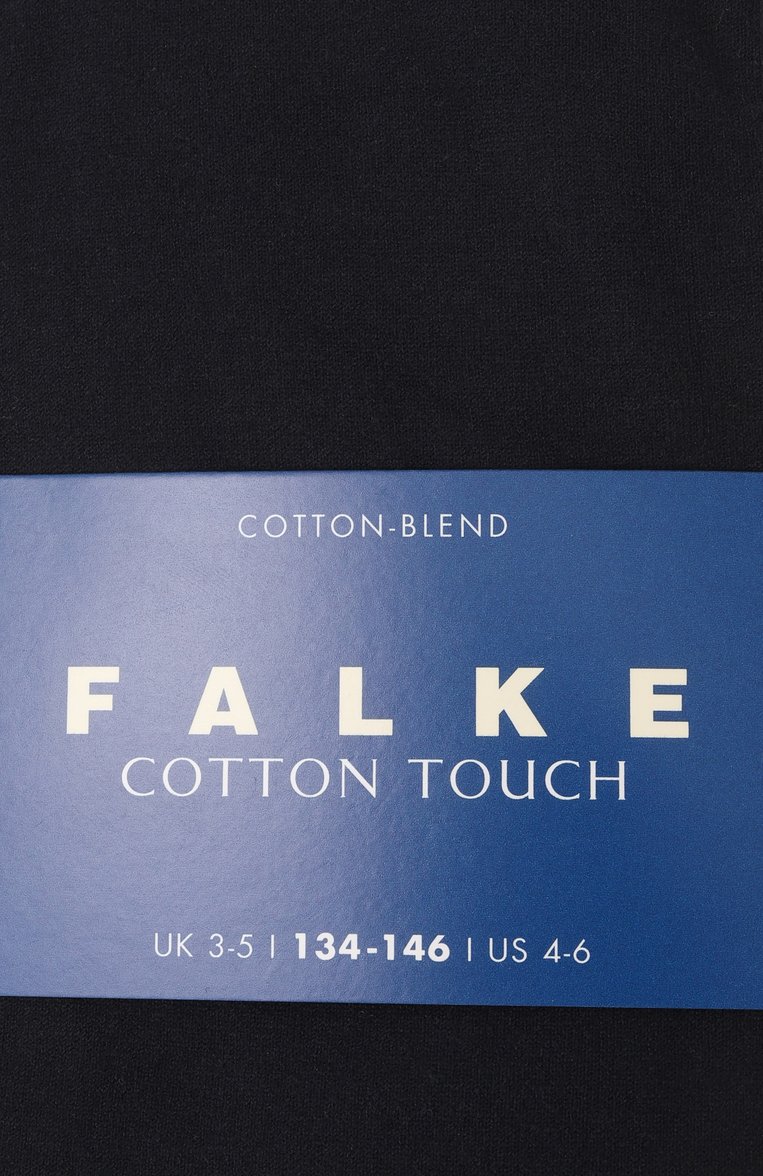 COTTON-BLEND
FALKE
COTTON TOUCH
UK 3-5 | 134-146 | US 4-6